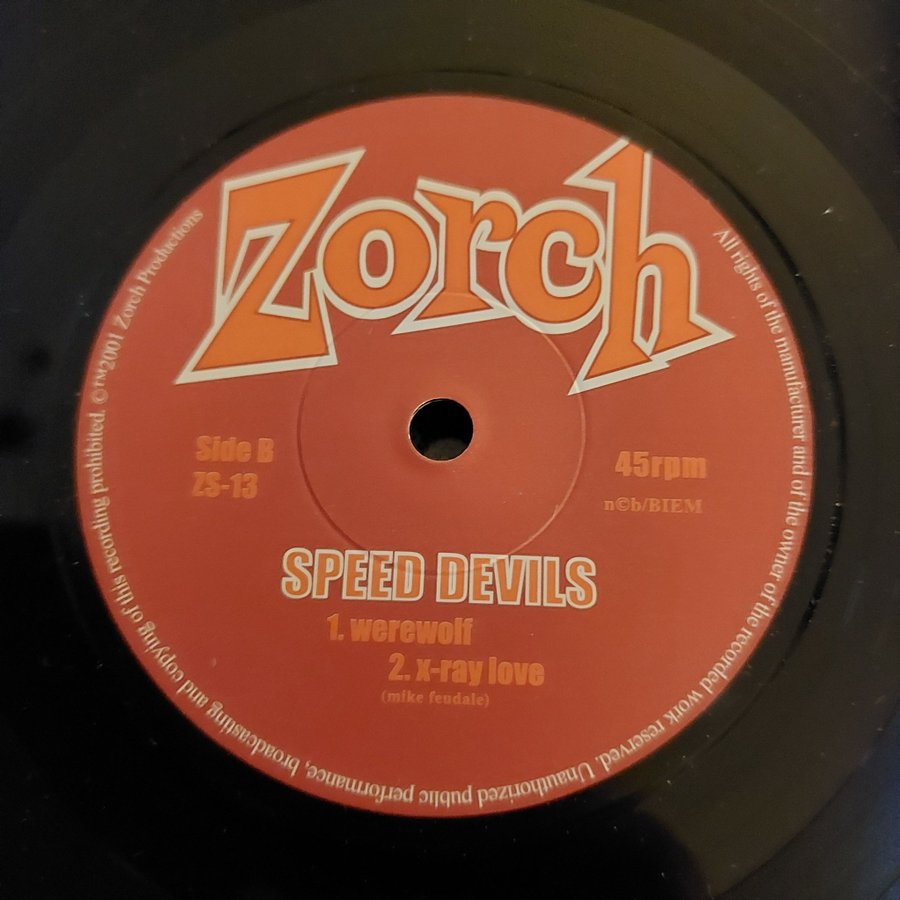 Zorch
Side B
ZS-13
45rpm
n©b/BIEM
SPEED DEVILS
1. werewolf
2. x-ray love
(mike feudale)
All rights of the manufacturer and of the owner of the recorded work reserved. Unauthorized public performance, broadcasting and copying of this recording prohibited. ©™2001 Zorch Productions